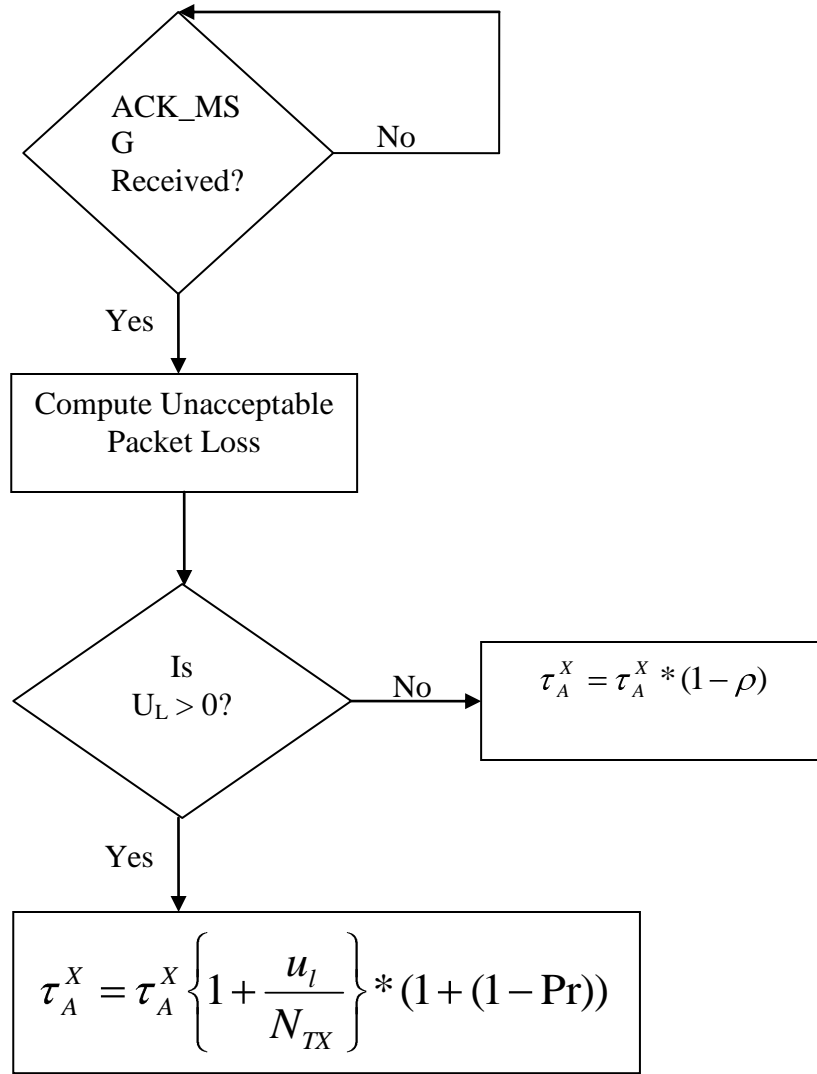 ACK_MS
G
Received?
No
Yes
Compute Unacceptable
Packet Loss
Is
U_L > 0?
No
τ_A^X = τ_A^X * (1 − ρ)
Yes
τ_A^X = τ_A^X {1 + u_l / N_TX} * (1 + (1 − Pr))